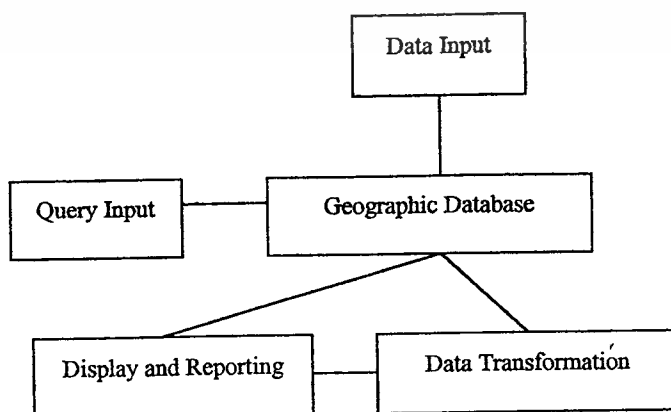 Data Input
Query Input
Geographic Database
Display and Reporting
Data Transformation